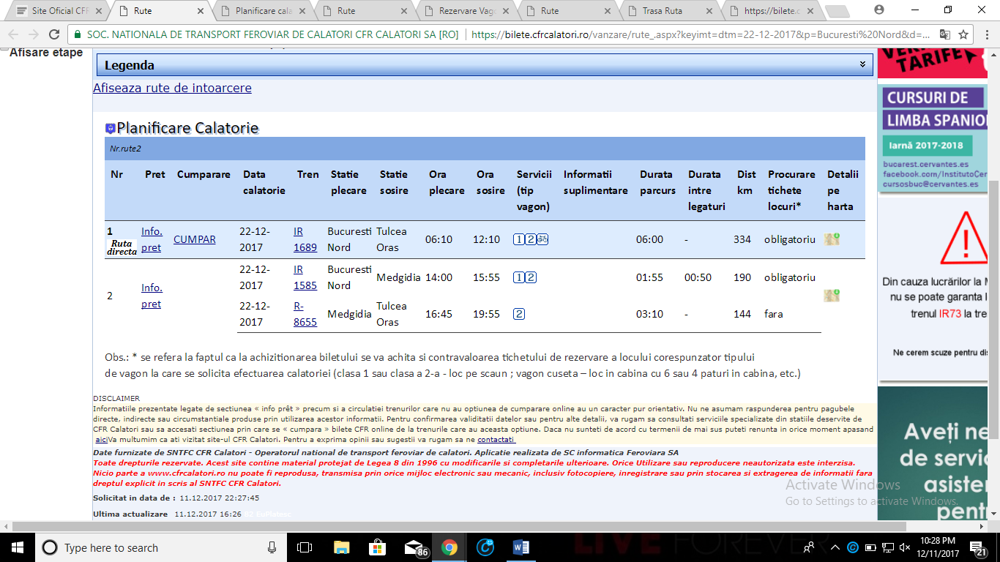 Site Oficial CFR
Rute
Planificare cala
Rute
Rezervare Vago
Rute
Trasa Ruta
https://bilete.c
SOC. NATIONALA DE TRANSPORT FEROVIAR DE CALATORI CFR CALATORI SA [RO]
https://bilete.cfrcalatori.ro/vanzare/rute_.aspx?keyimt=dtm=22-12-2017&p=Bucuresti%20Nord&d=...
Afisare etape
Legenda
Afiseaza rute de intoarcere
Planificare Calatorie
Nr.rute2
Nr Pret Cumparare Data calatorie Tren Statie plecare Statie sosire Ora plecare Ora sosire Servicii (tip vagon) Informatii suplimentare Durata parcurs Durata intre legaturi Dist km Procurare tichete locuri* Detalii pe harta
1 Ruta directa Info. pret CUMPAR 22-12-2017 IR 1689 Bucuresti Nord Tulcea Oras 06:10 12:10 1 2 06:00 - 334 obligatoriu
2 Info. pret 22-12-2017 IR 1585 Bucuresti Nord Medgidia 14:00 15:55 1 2 01:55 00:50 190 obligatoriu
22-12-2017 R-8655 Medgidia Tulcea Oras 16:45 19:55 2 03:10 - 144 fara
Obs.: * se refera la faptul ca la achizitionarea biletului se va achita si contravaloarea tichetului de rezervare a locului corespunzator tipului
de vagon la care se solicita efectuarea calatoriei (clasa 1 sau clasa a 2-a - loc pe scaun ; vagon cuseta – loc in cabina cu 6 sau 4 paturi in cabina, etc.)
DISCLAIMER
Informatiile prezentate legate de sectiunea « info prêt » precum si a circulatiei trenurilor care nu au optiunea de cumparare online au un caracter pur orientativ. Nu ne asumam raspunderea pentru pagubele
directe, indirecte sau circumstantiale produse prin utilizarea acestor informatii. Pentru confirmarea validitatii datelor sau pentru alte detalii, va rugam sa consultati serviciile specializate din statiile deservite de
CFR Calatori sau sa accesati sectiunea prin care se « cumpara » bilete CFR online de la trenurile care au aceasta optiune. Daca nu sunteti de acord cu termenii de mai sus puteti renunta in orice moment apasand
aiciVa multumim ca ati vizitat site-ul CFR Calatori. Pentru a exprima opinii sau sugestii va rugam sa ne contactati
Date furnizate de SNTFC CFR Calatori - Operatorul national de transport feroviar de calatori. Aplicatie realizata de SC informatica Feroviara SA
Toate drepturile rezervate. Acest site contine material protejat de Legea 8 din 1996 cu modificarile si completarile ulterioare. Orice Utilizare sau reproducere neautorizata este interzisa.
Nicio parte a www.cfrcalatori.ro nu poate fi reprodusa, transmisa prin orice mijloc electronic sau mecanic, inclusiv fotocopiere, inregistrare sau prin stocarea si extragerea de informatii fara
dreptul explicit in scris al SNTFC CFR Calatori.
Solicitat in data de : 11.12.2017 22:27:45
Ultima actualizare 11.12.2017 16:26
TARIFE
CURSURI DE
LIMBA SPANIOL
Iarnă 2017-2018
bucarest.cervantes.es
facebook.com/InstitutoCer
cursosbuc@cervantes.es
Din cauza lucrărilor la M
nu se poate garanta l
trenul IR73 la tre
Ne cerem scuze pentru dis
Aveți ne
de servic
asisten
pentru
Activate Windows
Go to Settings to activate Windows.
Type here to search
86
LIVE FOREVER
10:28 PM
12/11/2017
21